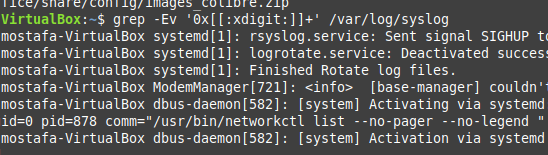 fice/share/config/images_colibre.zip
VirtualBox:~$ grep -Ev '0x[[:xdigit:]]+' /var/log/syslog
mostafa-VirtualBox systemd[1]: rsyslog.service: Sent signal SIGHUP to
mostafa-VirtualBox systemd[1]: logrotate.service: Deactivated success
mostafa-VirtualBox systemd[1]: Finished Rotate log files.
mostafa-VirtualBox ModemManager[721]: <info>  [base-manager] couldn't
mostafa-VirtualBox dbus-daemon[582]: [system] Activating via systemd
id=0 pid=878 comm="/usr/bin/networkctl list --no-pager --no-legend "
mostafa-VirtualBox dbus-daemon[582]: [system] Activating via systemd